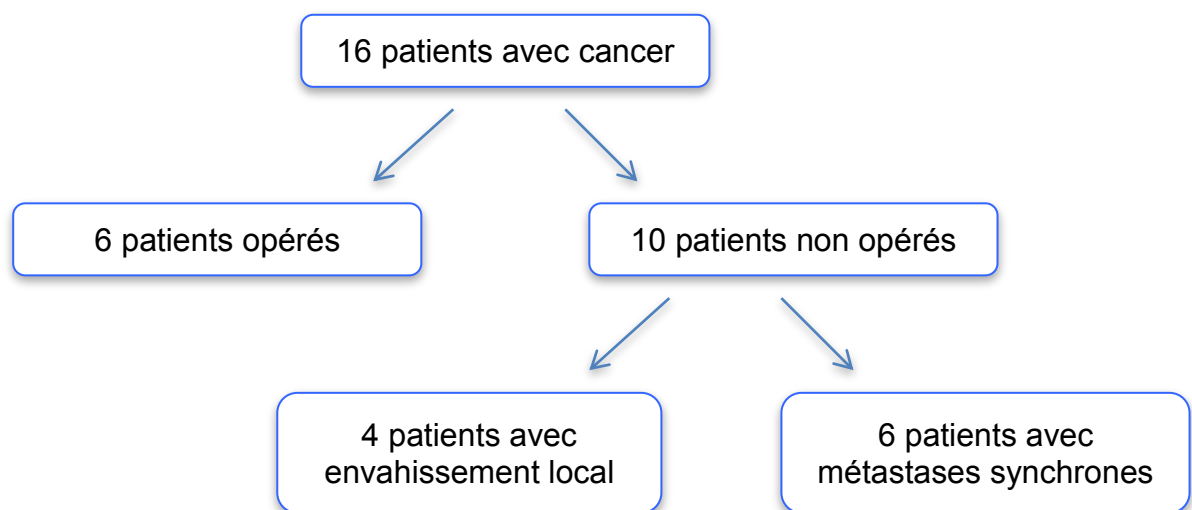 16 patients avec cancer
6 patients opérés
10 patients non opérés
4 patients avec
envahissement local
6 patients avec
métastases synchrones